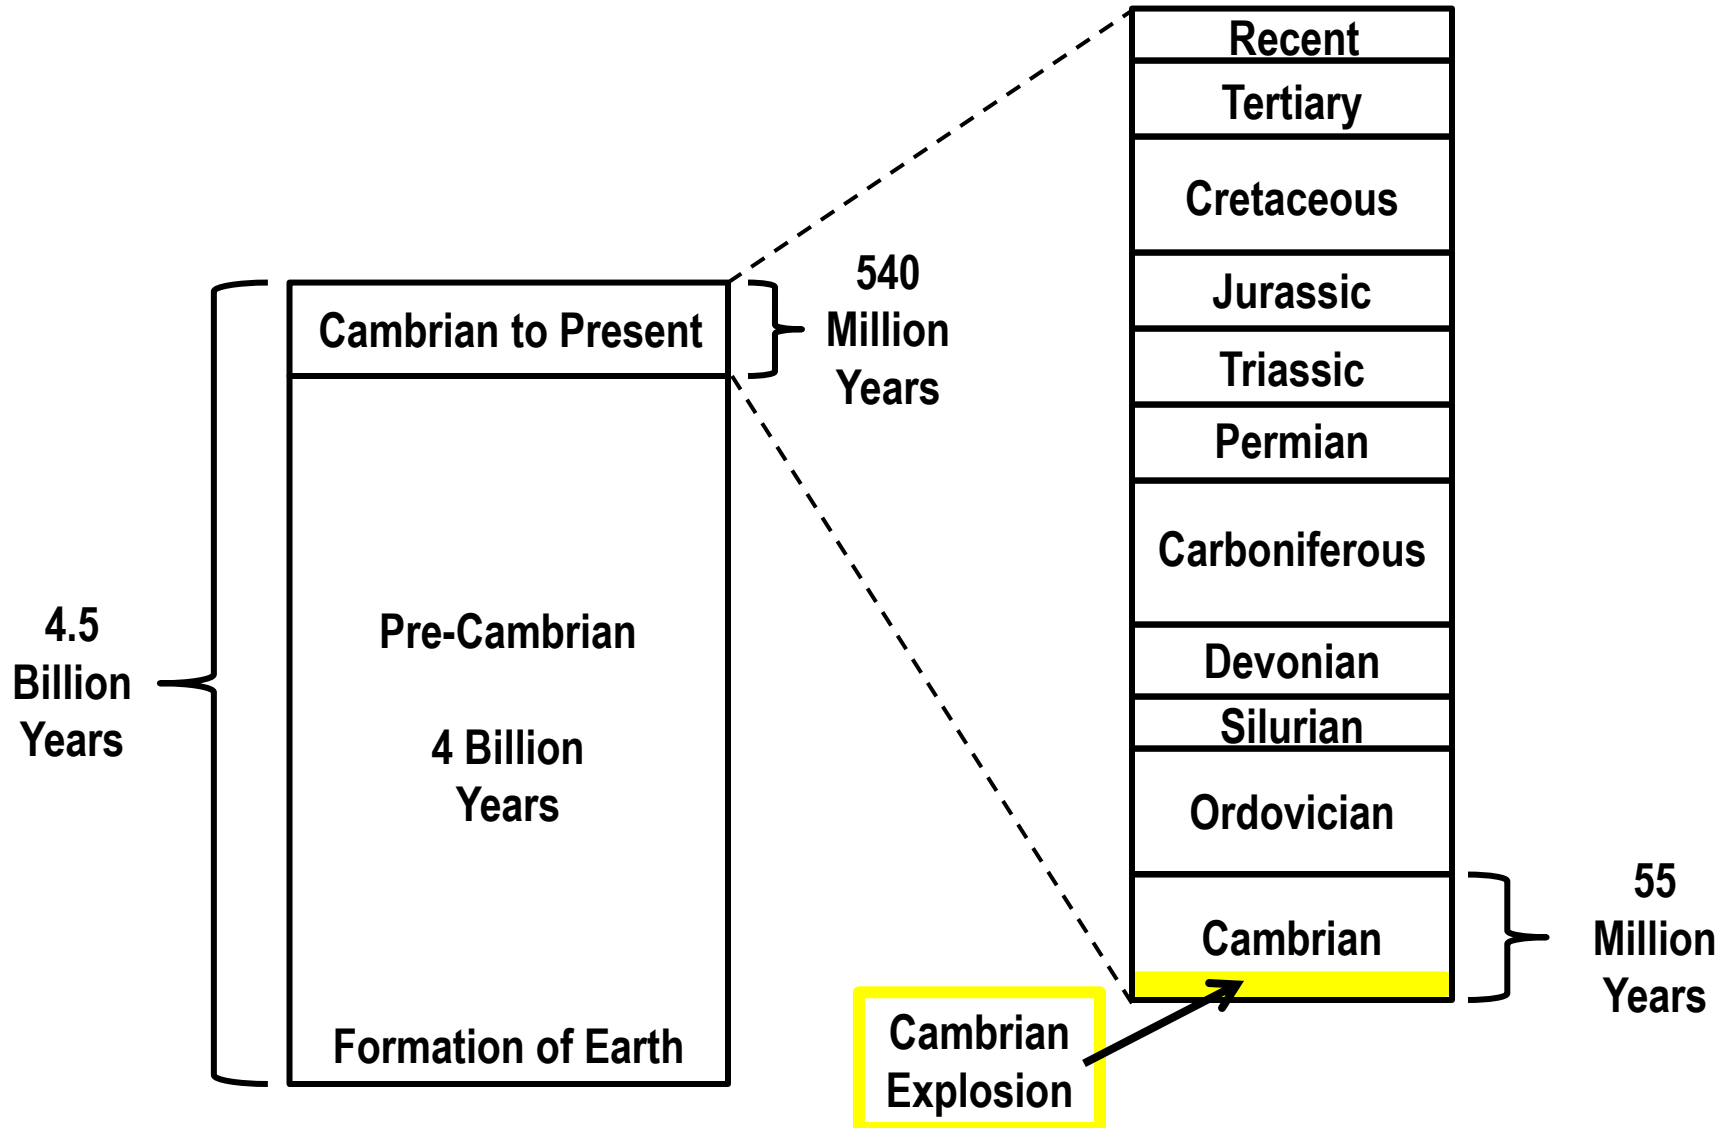 4.5
Billion
Years
Cambrian to Present
Pre-Cambrian
4 Billion
Years
Formation of Earth
540
Million
Years
Recent
Tertiary
Cretaceous
Jurassic
Triassic
Permian
Carboniferous
Devonian
Silurian
Ordovician
Cambrian
55
Million
Years
Cambrian
Explosion